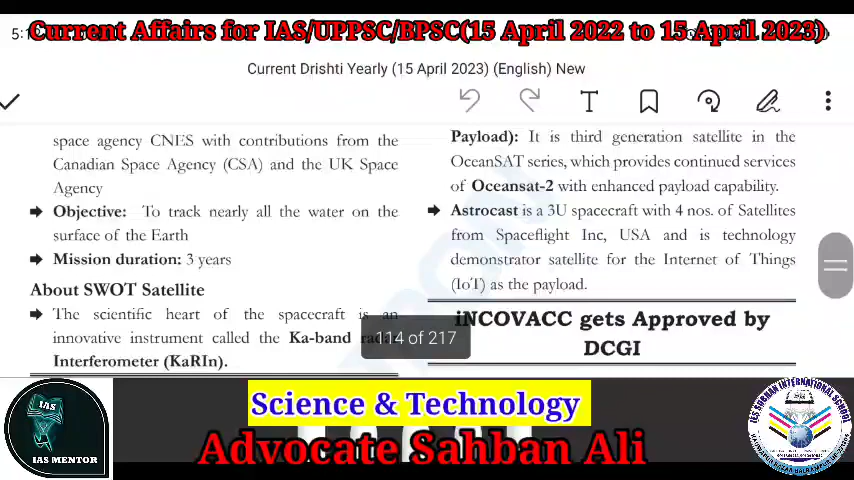 Current Affairs for IAS/UPPSC/BPSC(15 April 2022 to 15 April 2023)
Current Drishti Yearly (15 April 2023) (English) New
space agency CNES with contributions from the
Canadian Space Agency (CSA) and the UK Space
Agency
Objective: To track nearly all the water on the
surface of the Earth
Mission duration: 3 years
About SWOT Satellite
The scientific heart of the spacecraft is an
innovative instrument called the Ka-band radar
Interferometer (KaRIn).
Payload): It is third generation satellite in the
OceanSAT series, which provides continued services
of Oceansat-2 with enhanced payload capability.
Astrocast is a 3U spacecraft with 4 nos. of Satellites
from Spaceflight Inc, USA and is technology
demonstrator satellite for the Internet of Things
(IoT) as the payload.
iNCOVACC gets Approved by
DCGI
114 of 217
Science & Technology
Advocate Sahban Ali
IAS
IAS MENTOR